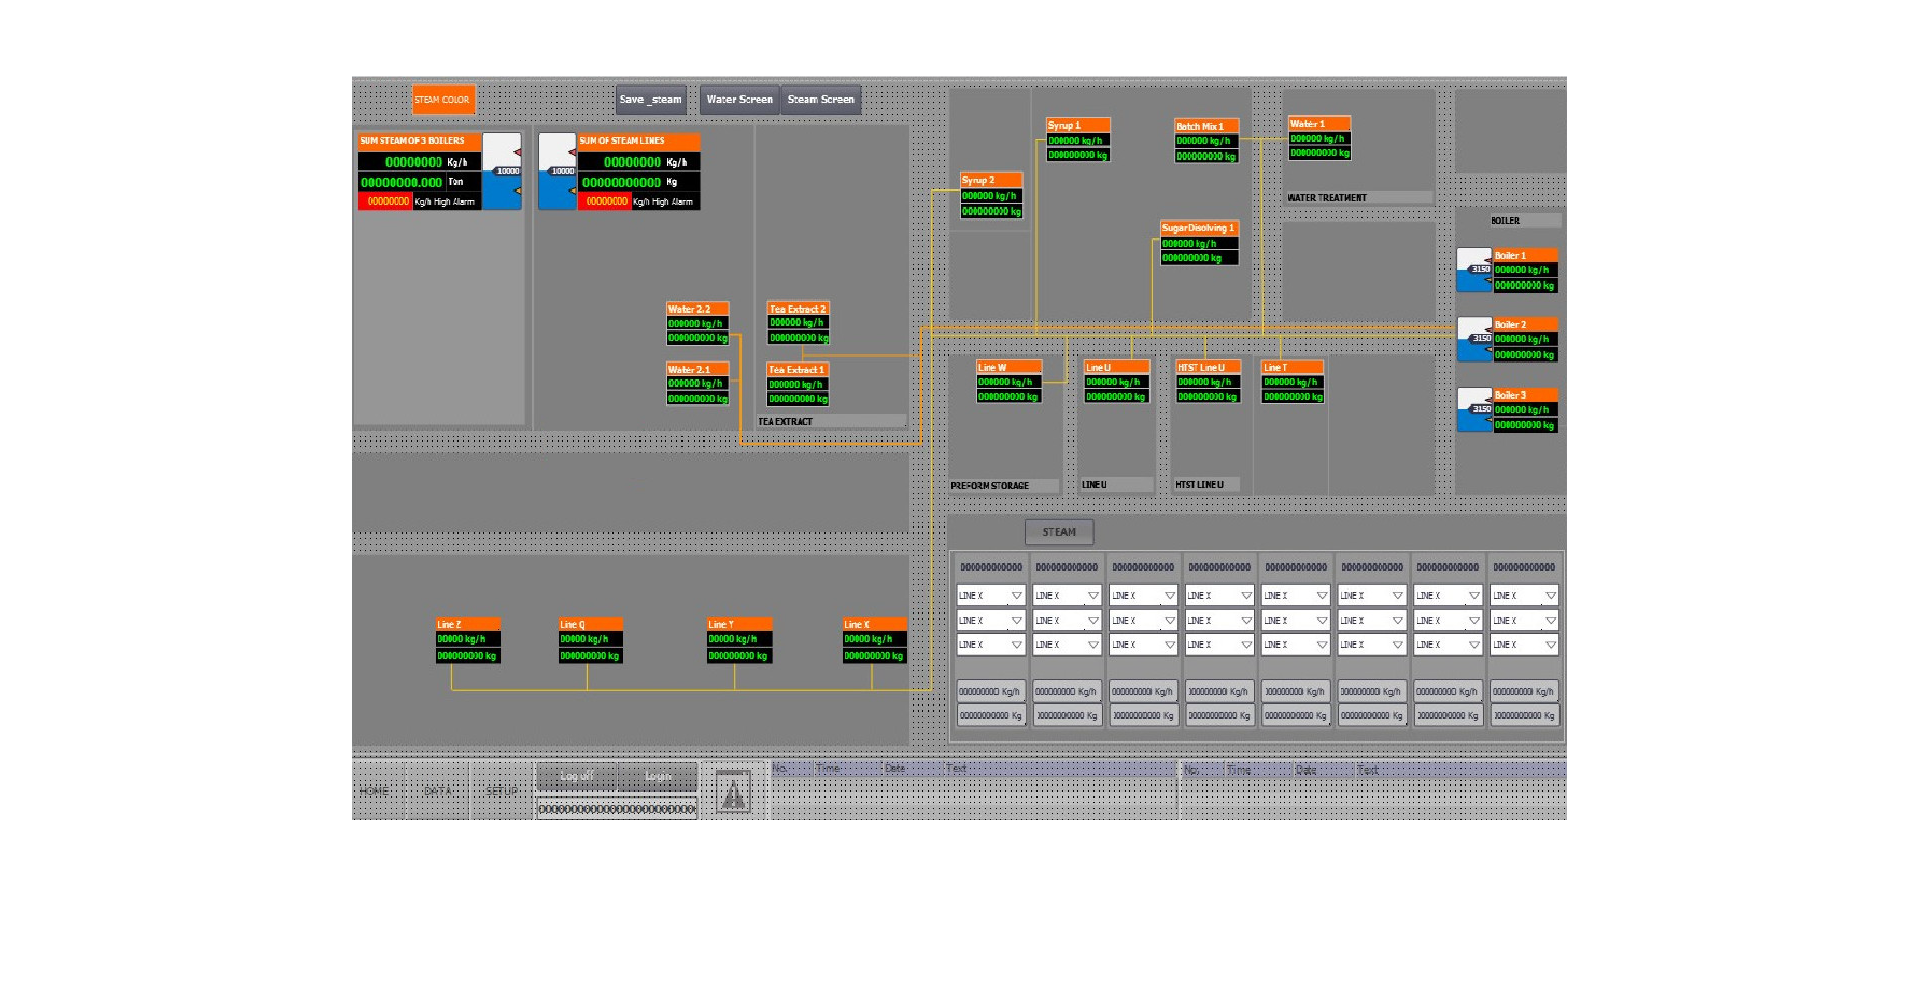 STEAM COLOR
Save _steam
Water Screen
Steam Screen
SUM STEAM OF 3 BOILERS
00000000 Kg/h
00000000.000 Ton
00000000 Kg/h High Alarm
10000
SUM OF STEAM LINES
00000000 Kg/h
00000000000 Kg
00000000 Kg/h High Alarm
10000
Syrup 1
000000 kg/h
000000000 kg
Batch Mix 1
000000 kg/h
000000000 kg
Water 1
000000 kg/h
000000000 kg
Syrup 2
000000 kg/h
000000000 kg
WATER TREATMENT
Sugar Disolving 1
000000 kg/h
000000000 kg
BOILER
Boiler 1
3150
000000 kg/h
000000000 kg
Boiler 2
3150
000000 kg/h
000000000 kg
Boiler 3
3150
000000 kg/h
000000000 kg
Water 2.2
000000 kg/h
000000000 kg
Tea Extract 2
000000 kg/h
000000000 kg
Water 2.1
000000 kg/h
000000000 kg
Tea Extract 1
000000 kg/h
000000000 kg
TEA EXTRACT
Line W
000000 kg/h
000000000 kg
Line U
000000 kg/h
000000000 kg
HTST Line U
000000 kg/h
000000000 kg
Line T
000000 kg/h
000000000 kg
PREFORM STORAGE
LINE U
HTST LINE U
Line Z
00000 kg/h
000000000 kg
Line Q
00000 kg/h
000000000 kg
Line Y
00000 kg/h
000000000 kg
Line X
00000 kg/h
000000000 kg
STEAM
000000000000 000000000000 000000000000 000000000000 000000000000 000000000000 000000000000 000000000000
LINE X LINE X LINE X LINE X LINE X LINE X LINE X LINE X
LINE X LINE X LINE X LINE X LINE X LINE X LINE X LINE X
LINE X LINE X LINE X LINE X LINE X LINE X LINE X LINE X
00000000 Kg/h 00000000 Kg/h 00000000 Kg/h 00000000 Kg/h 00000000 Kg/h 00000000 Kg/h 00000000 Kg/h 00000000 Kg/h
00000000000 Kg 00000000000 Kg 00000000000 Kg 00000000000 Kg 00000000000 Kg 00000000000 Kg 00000000000 Kg 00000000000 Kg
HOME
DATA
SETUP
Log off
Login
No. Time Date Text
No. Time Date Text